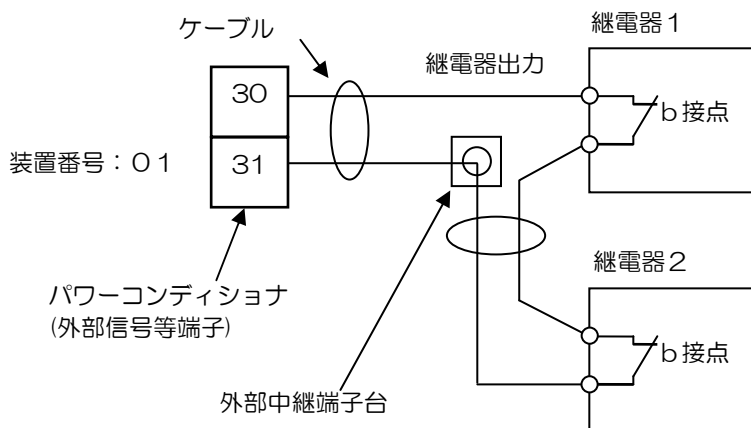 ケーブル
継電器1
継電器出力
30
b接点
31
装置番号:01
継電器2
パワーコンディショナ
(外部信号等端子)
b接点
外部中継端子台